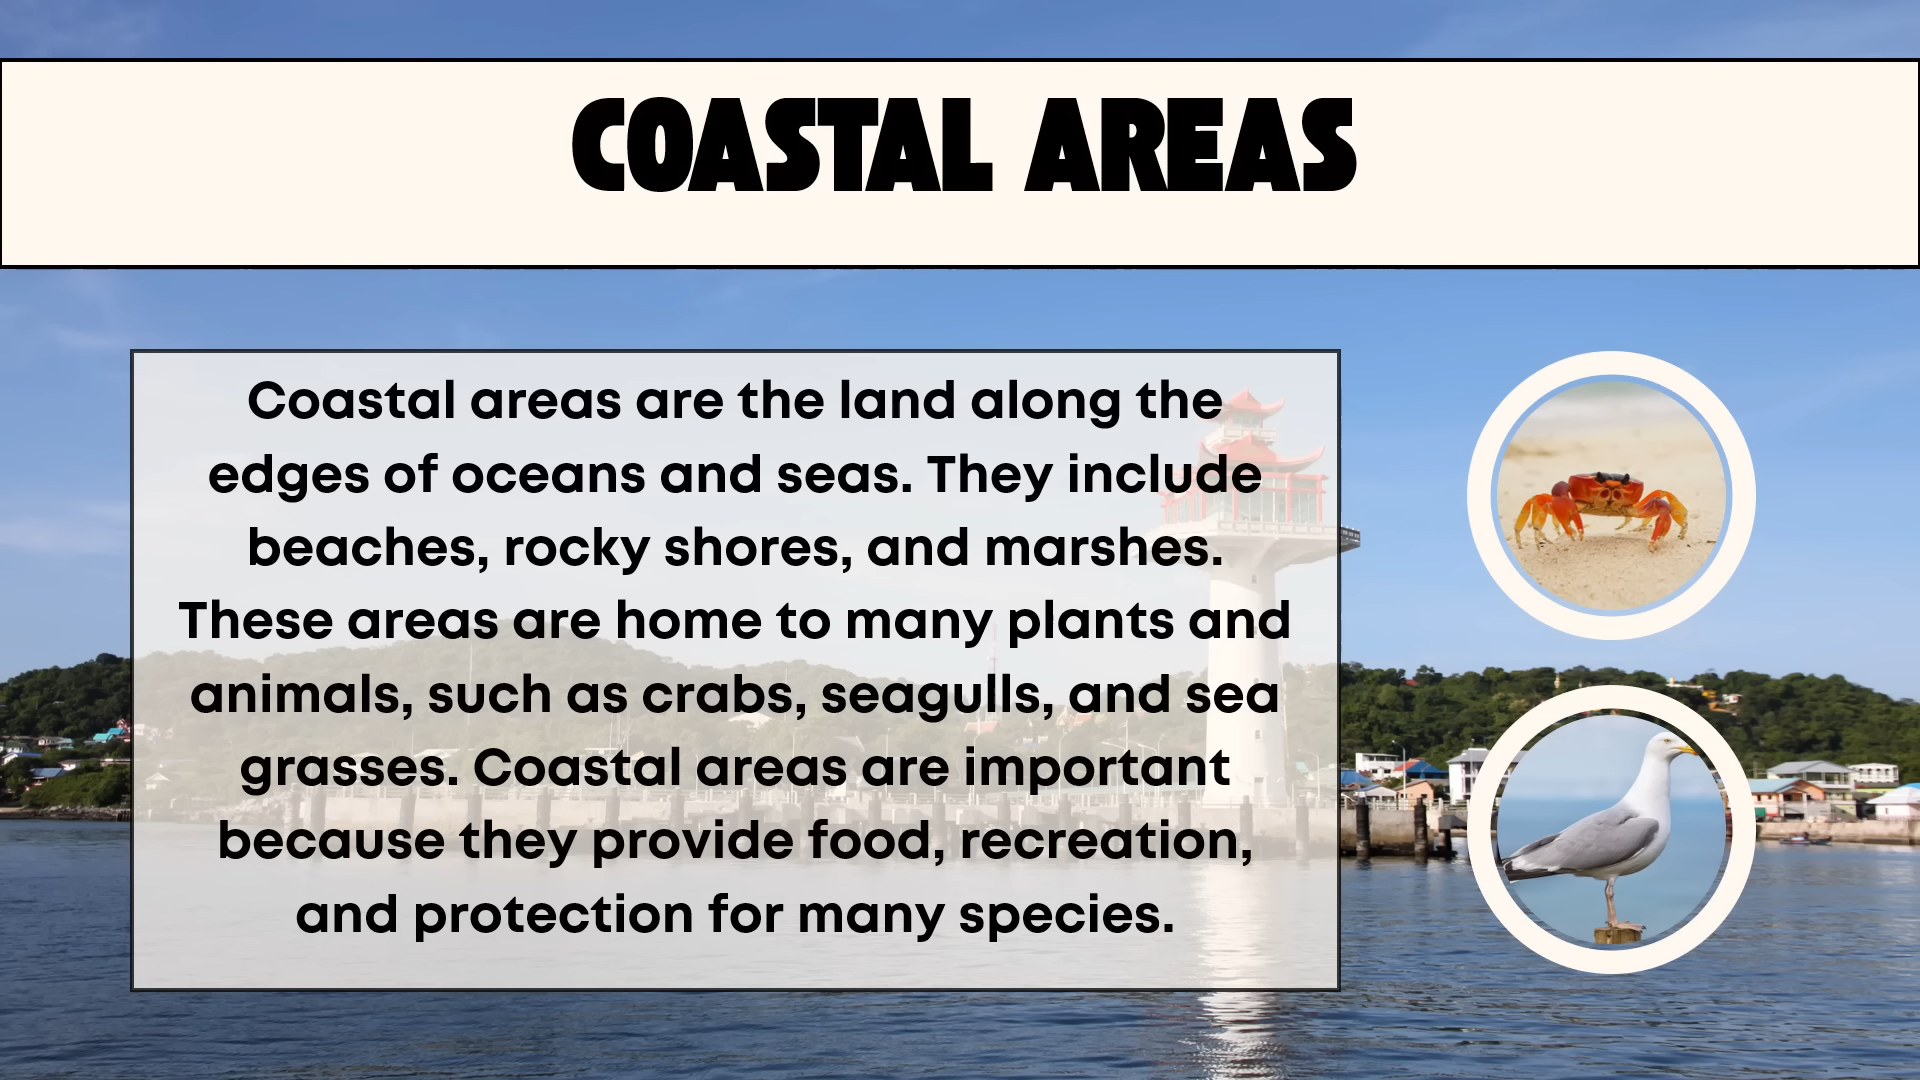 COASTAL AREAS
Coastal areas are the land along the
edges of oceans and seas. They include
beaches, rocky shores, and marshes.
These areas are home to many plants and
animals, such as crabs, seagulls, and sea
grasses. Coastal areas are important
because they provide food, recreation,
and protection for many species.